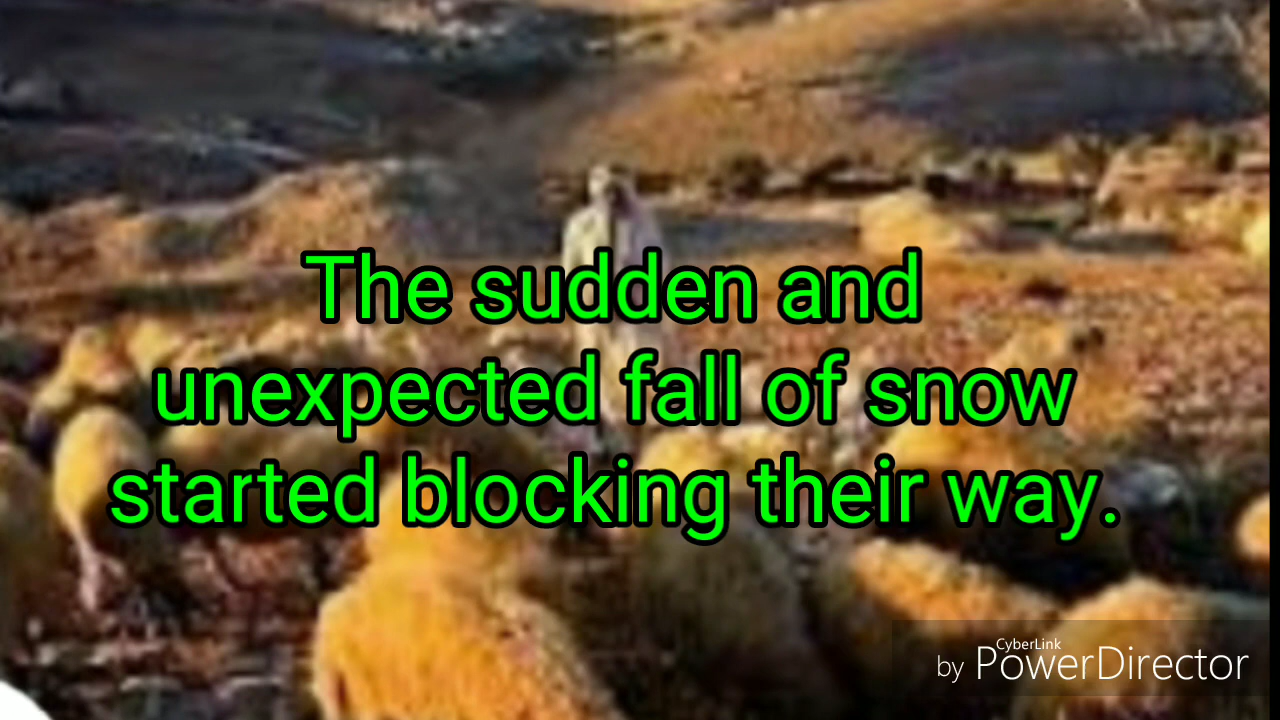 The sudden and
unexpected fall of snow
started blocking their way.
CyberLink
by PowerDirector